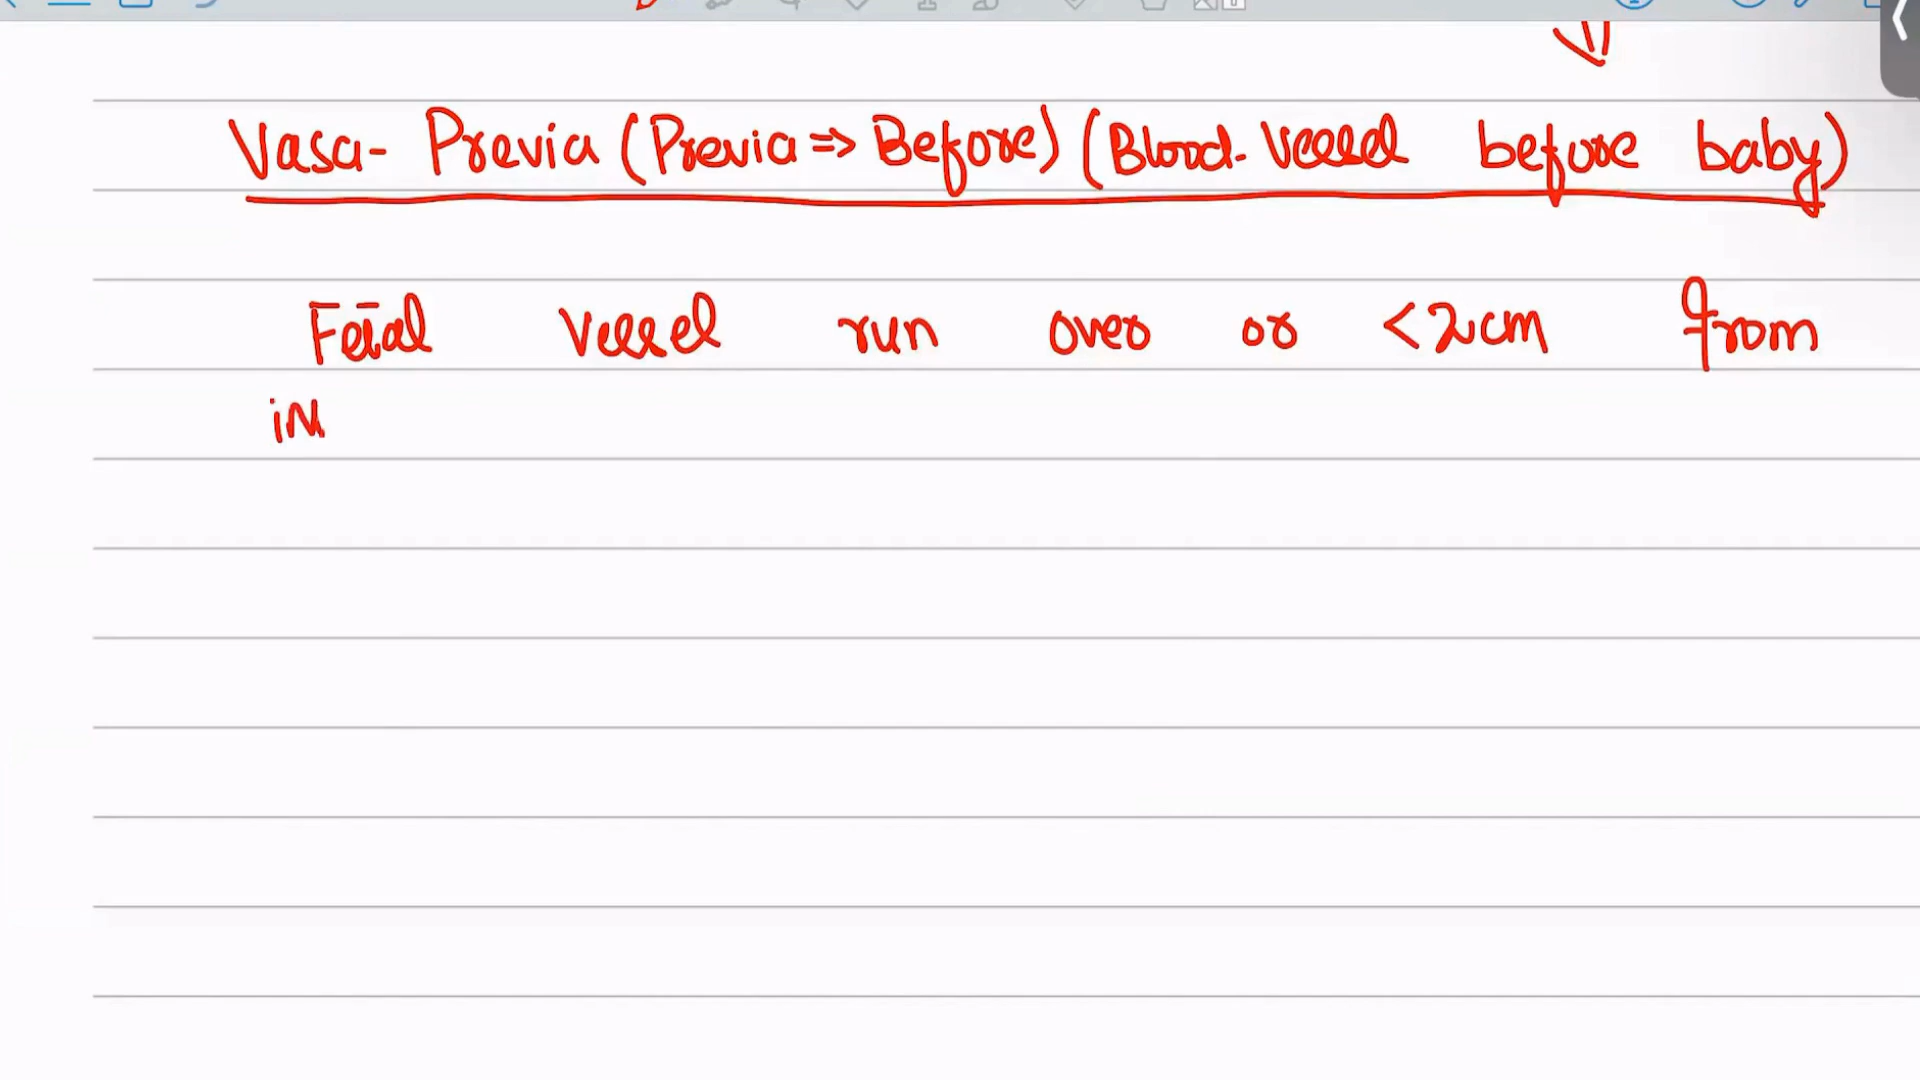 Vasa- Previa (Previa => Before) (Blood-Vessel before baby)
Fetal Vessel run over or <2cm from
in